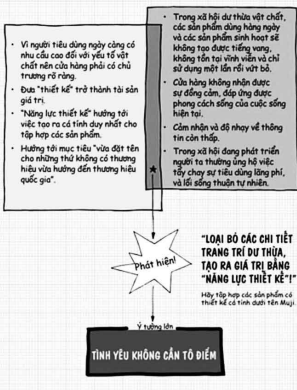 • Vì người tiêu dùng ngày càng có
nhu cầu cao đối với yếu tố vật
chất nên cửa hàng phải có chủ
trương rõ ràng.
• Đưa "thiết kế" trở thành tài sản
giá trị.
• "Năng lực thiết kế" hướng tới
việc tạo ra cá tính duy nhất cho
tập hợp các sản phẩm.
• Hướng tới mục tiêu "vừa đặt tên
cho những thứ không có thương
hiệu vừa hướng đến thương hiệu
quốc gia".
• Trong xã hội dư thừa vật chất,
các sản phẩm dùng hàng ngày
và các sản phẩm sinh hoạt sẽ
không tạo được tiếng vang,
không tồn tại vĩnh viễn và chỉ
sử dụng một lần rồi vứt bỏ.
• Cửa hàng không nhận được
sự đồng cảm, đáp ứng được
phong cách sống của cuộc sống
hiện tại.
• Cảm nhận và độ nhạy về thông
tin còn thấp.
• Trong xã hội đang phát triển
người ta thường ủng hộ việc
tẩy chay sự tiêu dùng lãng phí,
và lối sống thuận tự nhiên.
Phát hiện!
"LOẠI BỎ CÁC CHI TIẾT
TRANG TRÍ DƯ THỪA,
TẠO RA GIÁ TRỊ BẰNG
"NĂNG LỰC THIẾT KẾ"!"
Hãy tập hợp các sản phẩm có
thiết kế cá tính dưới tên Muji.
Ý tưởng lớn
TÌNH YÊU KHÔNG CẦN TÔ ĐIỂM